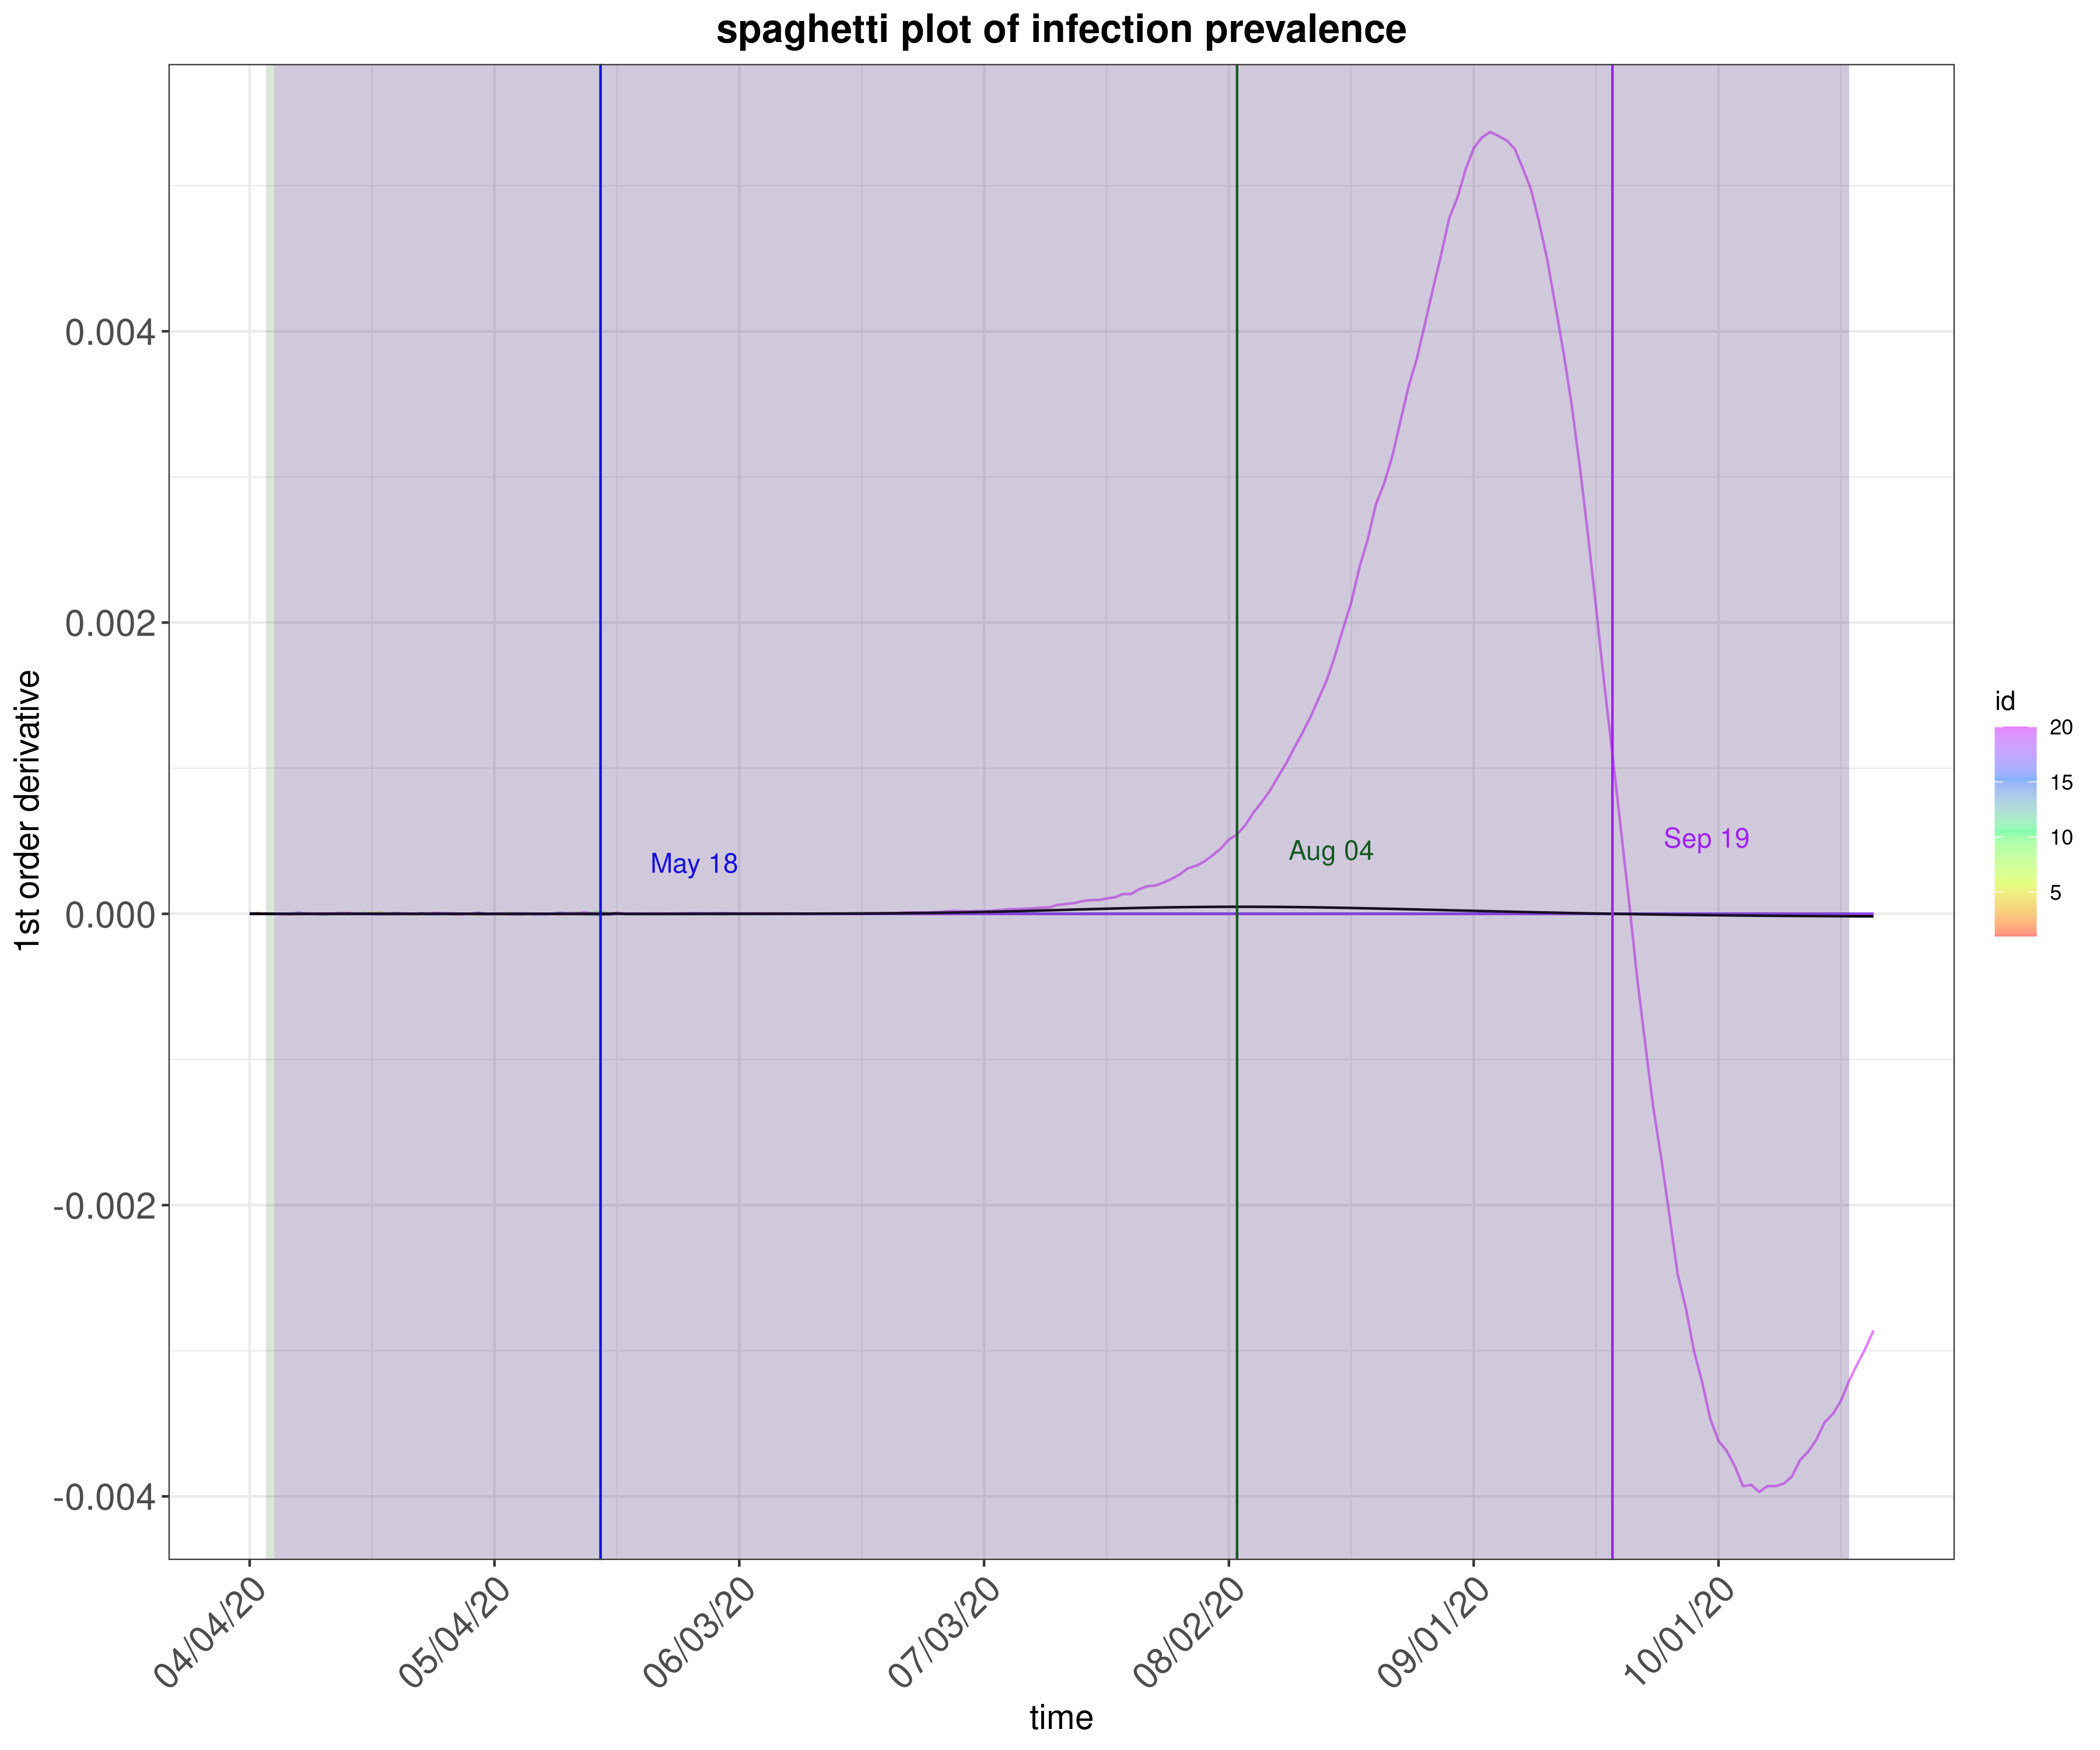 spaghetti plot of infection prevalence
1st order derivative
0.004
0.002
0.000
-0.002
-0.004
May 18
Aug 04
Sep 19
04/04/20
05/04/20
06/03/20
07/03/20
08/02/20
09/01/20
10/01/20
time
id
20
15
10
5